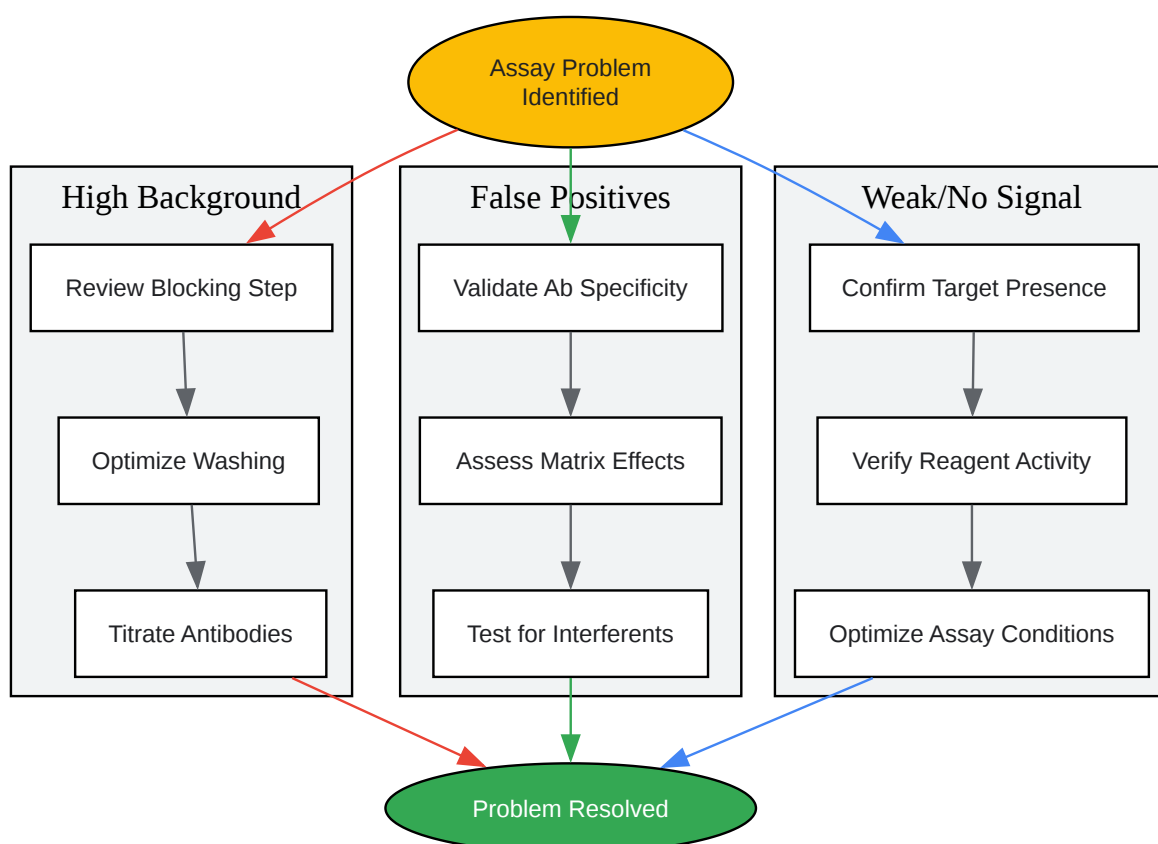 Assay Problem
Identified
High Background
False Positives
Weak/No Signal
Review Blocking Step
Validate Ab Specificity
Confirm Target Presence
Optimize Washing
Assess Matrix Effects
Verify Reagent Activity
Titrate Antibodies
Test for Interferents
Optimize Assay Conditions
Problem Resolved